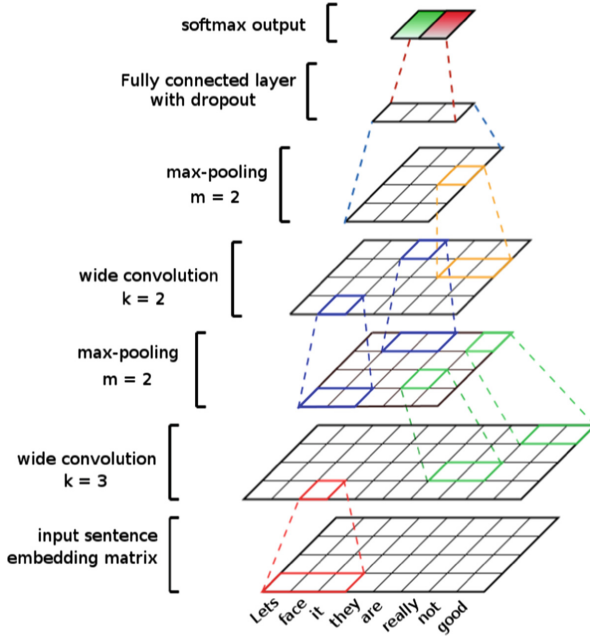 softmax output
Fully connected layer
with dropout
max-pooling
m = 2
wide convolution
k = 2
max-pooling
m = 2
wide convolution
k = 3
input sentence
embedding matrix
Lets face it they are really not good